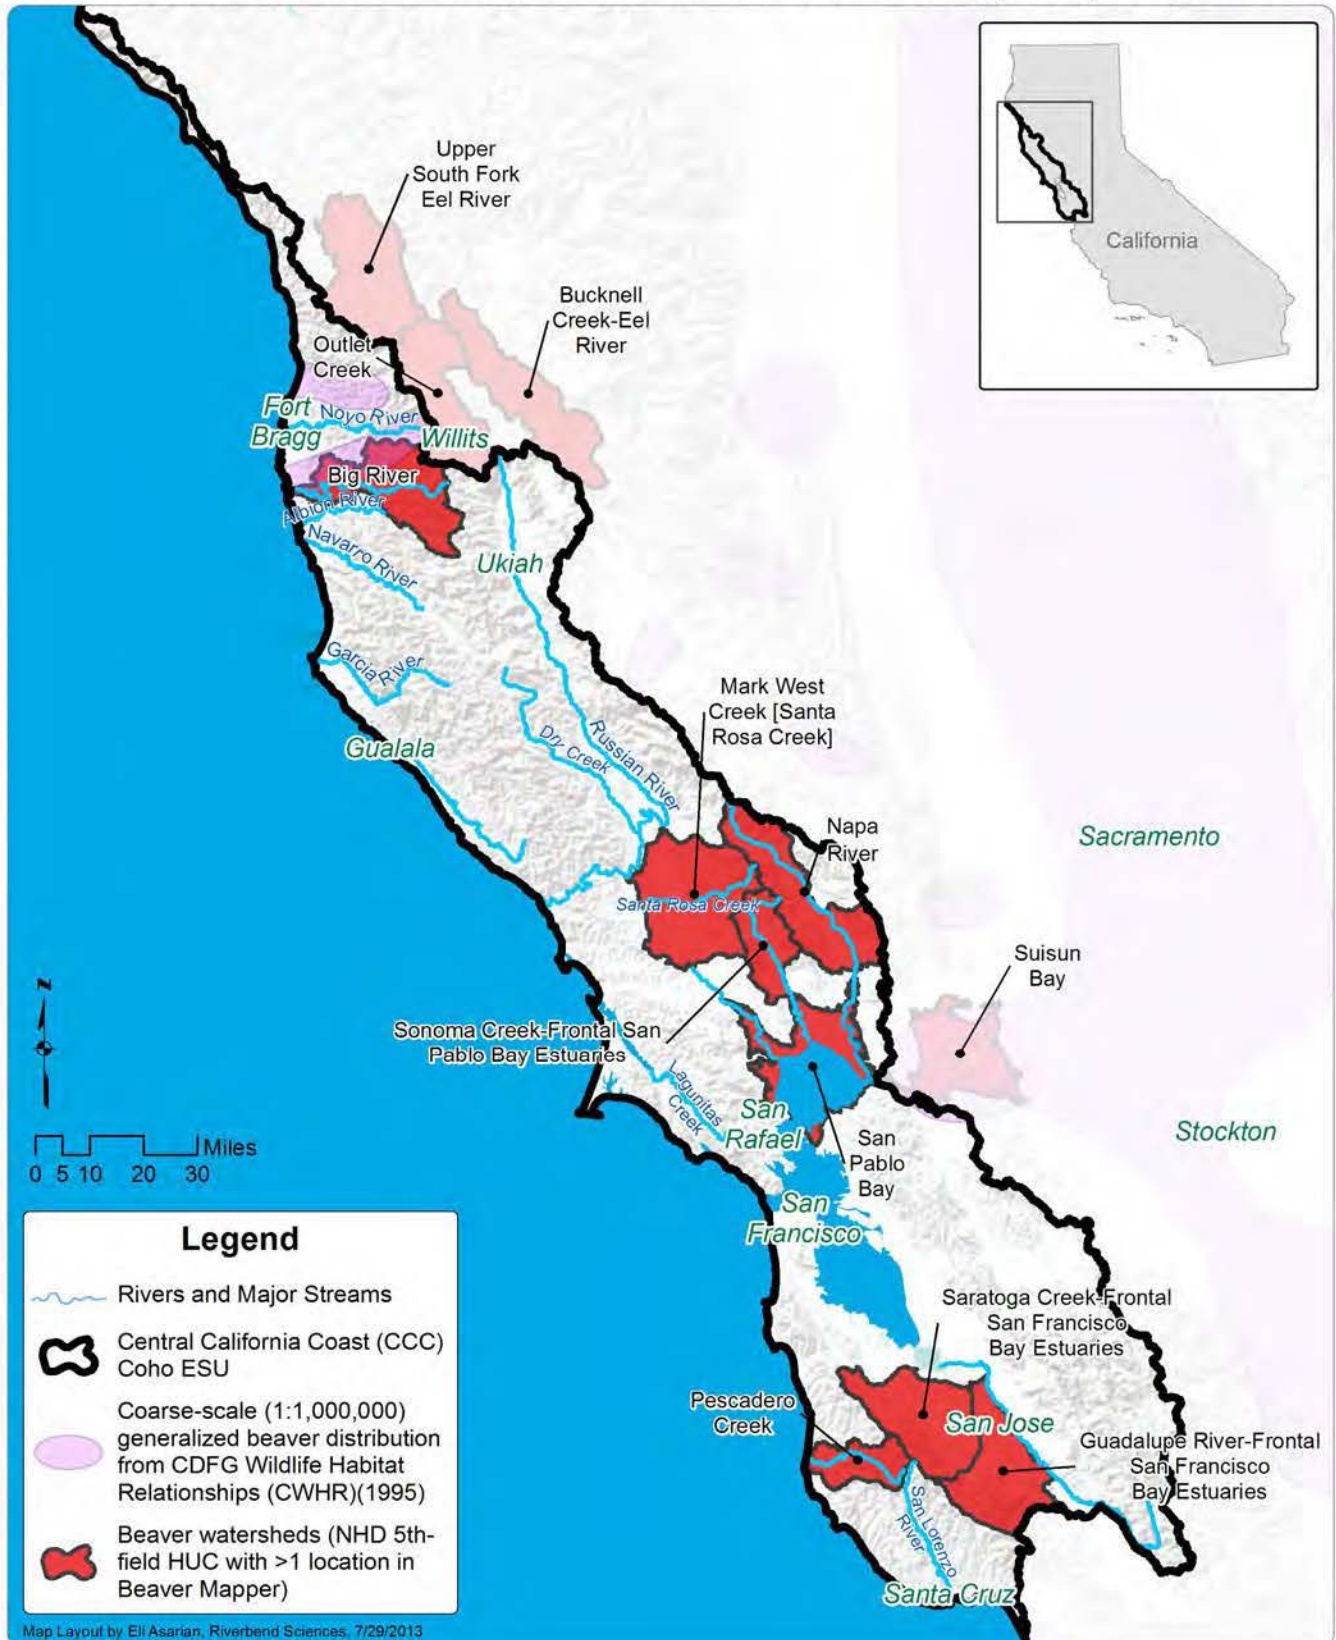 California
Upper
South Fork
Eel River
Bucknell
Creek-Eel
River
Outlet
Creek
Fort
Bragg
Noyo River
Willits
Big River
Albion River
Navarro River
Ukiah
Garcia River
Mark West
Creek [Santa
Rosa Creek]
Gualala
Dry Creek
Russian River
Napa
River
Sacramento
Santa Rosa Creek
Suisun
Bay
Sonoma Creek-Frontal San
Pablo Bay Estuaries
Lagunitas
Creek
San
Rafael
San
Pablo
Bay
Stockton
N
Miles
0 5 10 20 30
San
Francisco
Saratoga Creek-Frontal
San Francisco
Bay Estuaries
Pescadero
Creek
San Jose
Guadalupe River-Frontal
San Francisco
Bay Estuaries
San Lorenzo
River
Santa Cruz
Legend
Rivers and Major Streams
Central California Coast (CCC)
Coho ESU
Coarse-scale (1:1,000,000)
generalized beaver distribution
from CDFG Wildlife Habitat
Relationships (CWHR)(1995)
Beaver watersheds (NHD 5th-
field HUC with >1 location in
Beaver Mapper)
Map Layout by Eli Asarian, Riverbend Sciences, 7/29/2013